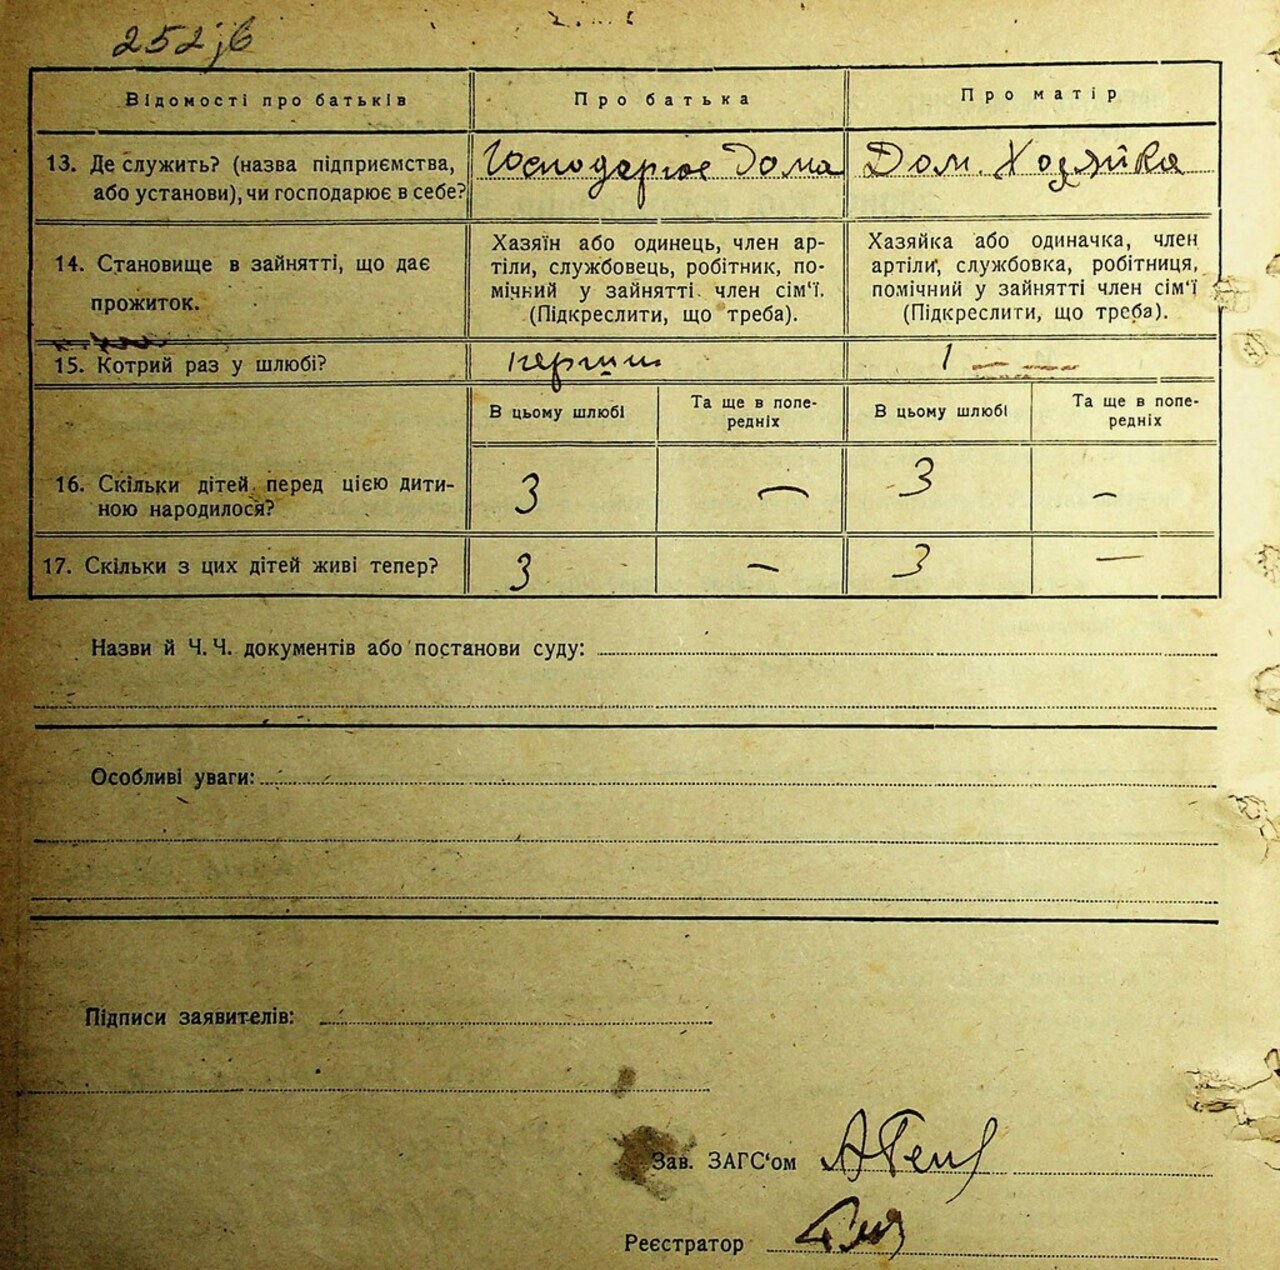 252
Відомості про батьків
Про батька
Про матір
13. Де служить? (назва підприємства,
або установи), чи господарює в себе?
Господарює Дома
Дом. Хозяйка
14. Становище в зайнятті, що дає
прожиток.
Хазяїн або одинець, член ар-
тіли, службовець, робітник, по-
мічний у зайнятті член сім'ї.
(Підкреслити, що треба).
Хазяйка або одиначка, член
артіли, службовка, робітниця,
помічний у зайнятті член сім'ї
(Підкреслити, що треба).
15. Котрий раз у шлюбі?
перший
1
В цьому шлюбі
Та ще в попе-
редніх
В цьому шлюбі
Та ще в попе-
редніх
16. Скільки дітей перед цією дити-
ною народилося?
3
—
3
—
17. Скільки з цих дітей живі тепер?
3
—
3
—
Назви й Ч. Ч. документів або постанови суду:
Особливі уваги:
Підписи заявителів:
Зав. ЗАГС'ом
Реєстратор